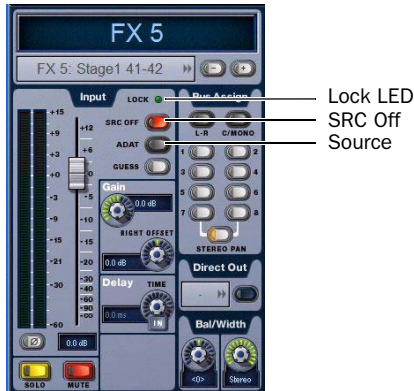 FX 5
FX 5: Stage1 41-42
Input
LOCK
Bus Assign
Lock LED
SRC Off
Source
SRC OFF
L-R
C/MONO
ADAT
GUESS
+15
+9
+3
+0
-3
-9
-15
-21
-30
-60
+12
+6
+0
-5
-10
-15
-20
-30
-40
-60
-90
-∞
1
2
3
4
5
6
7
8
STEREO PAN
Gain
0.0 dB
RIGHT OFFSET
0.0 dB
Direct Out
-
Delay
TIME
0.0 ms
IN
Ø
0.0 dB
Bal/Width
SOLO
MUTE
<0>
Stereo